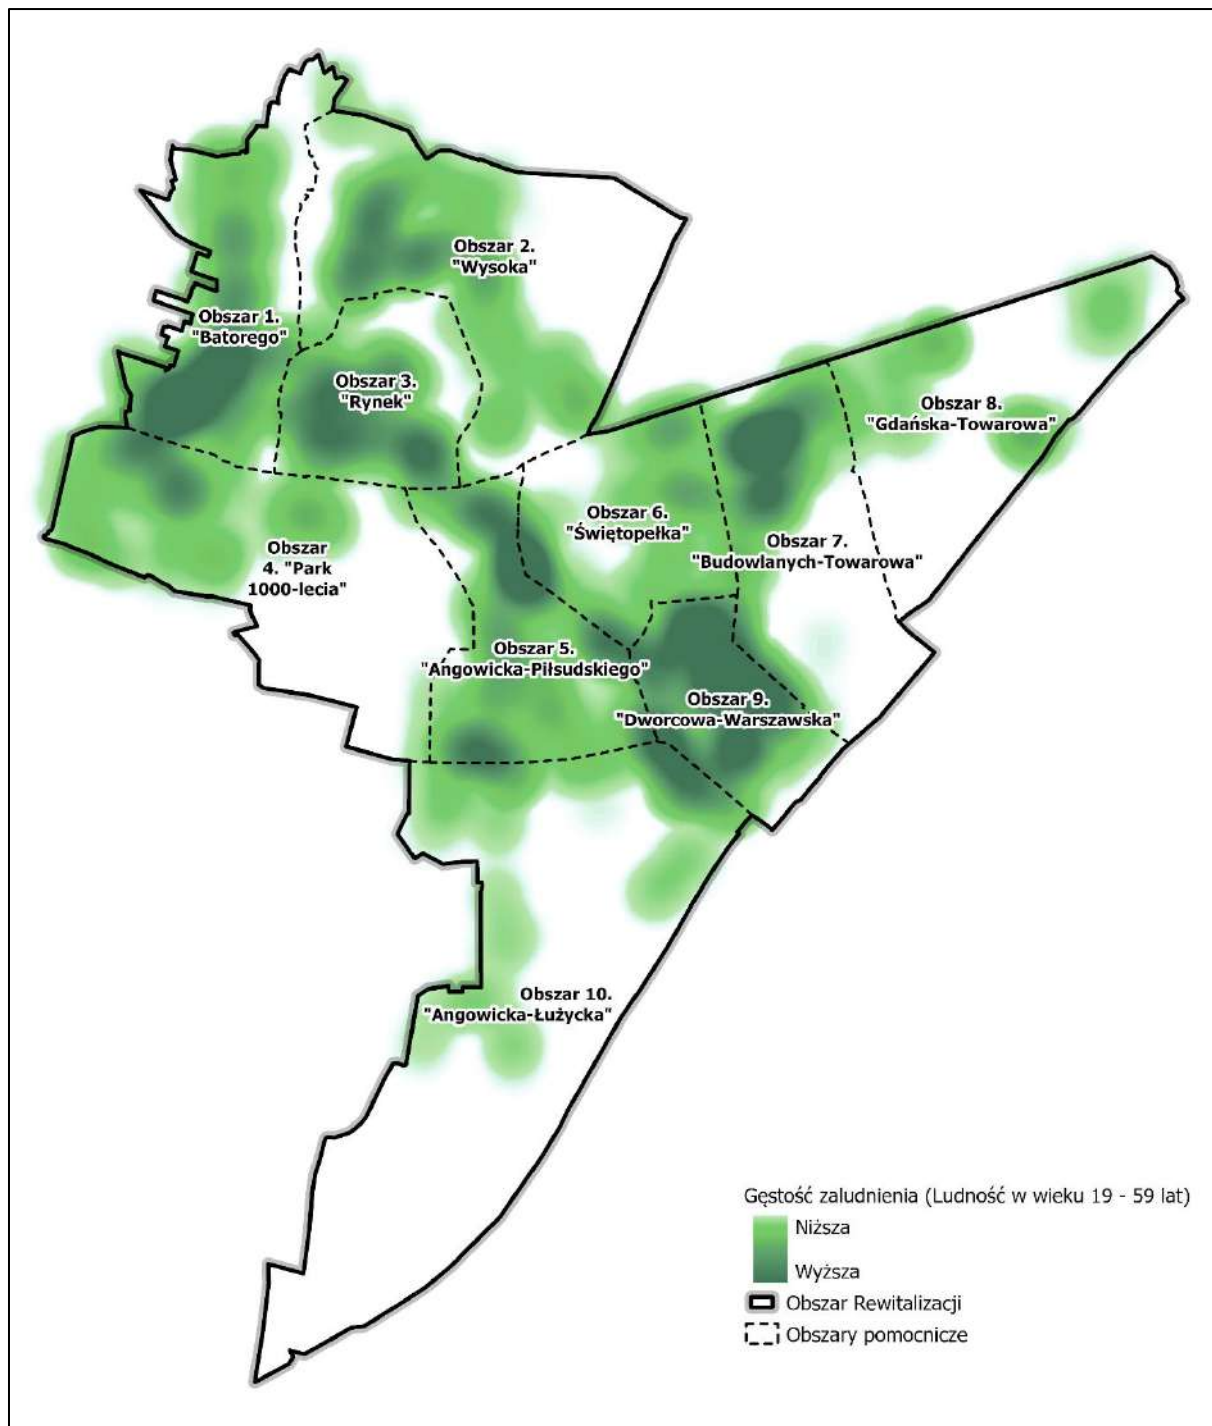 Obszar 2.
"Wysoka"
Obszar 1.
"Batorego"
Obszar 3.
"Rynek"
Obszar 8.
"Gdańska-Towarowa"
Obszar 6.
"Świętopełka"
Obszar 7.
"Budowlanych-Towarowa"
Obszar
4. "Park
1000-lecia"
Obszar 5.
"Angowicka-Piłsudskiego"
Obszar 9.
"Dworcowa-Warszawska"
Obszar 10.
"Angowicka-Łużycka"
Gęstość zaludnienia (Ludność w wieku 19 - 59 lat)
Niższa
Wyższa
Obszar Rewitalizacji
Obszary pomocnicze